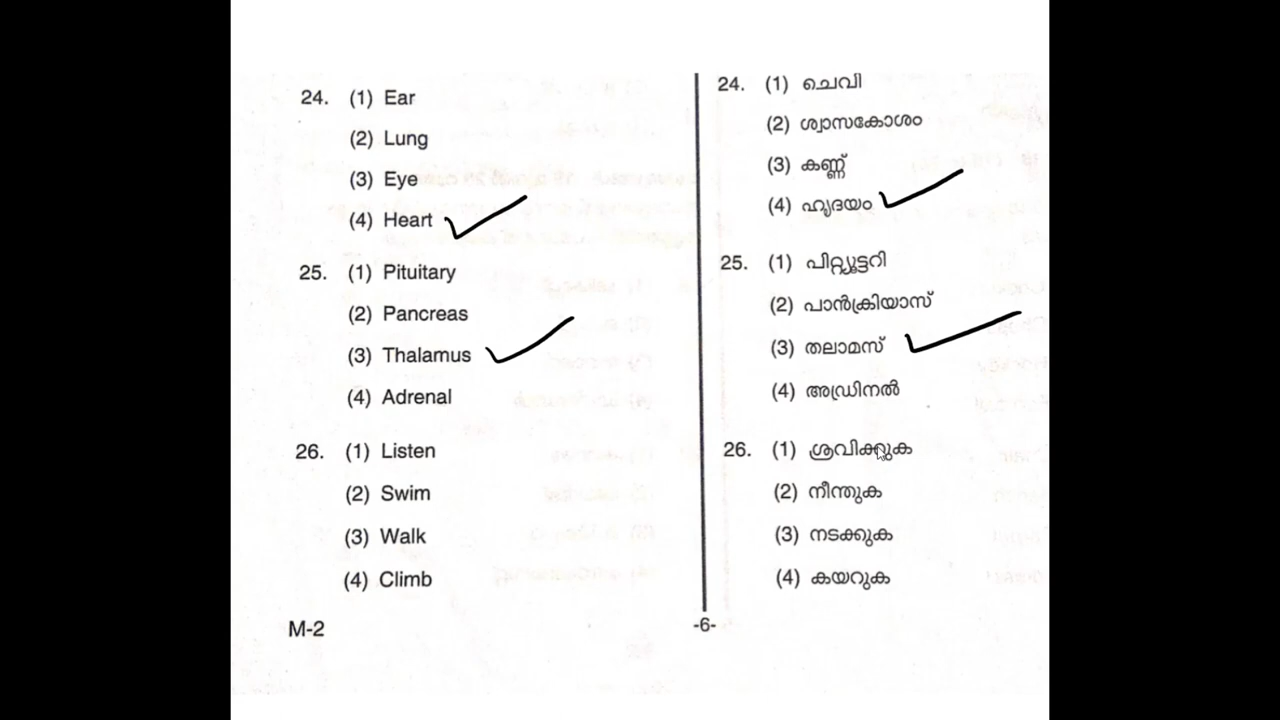 24. (1) Ear
(2) Lung
(3) Eye
(4) Heart
25. (1) Pituitary
(2) Pancreas
(3) Thalamus
(4) Adrenal
26. (1) Listen
(2) Swim
(3) Walk
(4) Climb
M-2
24. (1) ചെവി
(2) ശ്വാസകോശം
(3) കണ്ണ്
(4) ഹൃദയം
25. (1) പിറ്റ്യൂട്ടറി
(2) പാൻക്രിയാസ്
(3) തലാമസ്
(4) അഡ്രിനൽ
26. (1) ശ്രവിക്കുക
(2) നീന്തുക
(3) നടക്കുക
(4) കയറുക
-6-